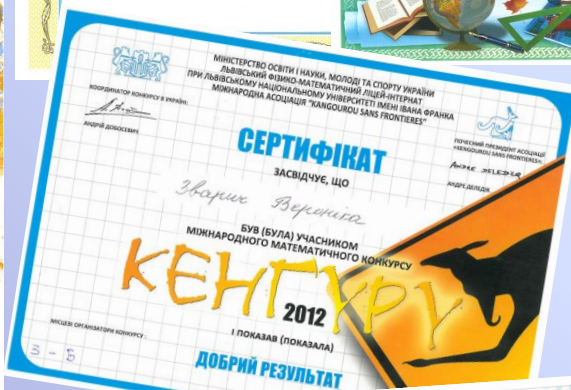 МІНІСТЕРСТВО ОСВІТИ І НАУКИ, МОЛОДІ ТА СПОРТУ УКРАЇНИ
ЛЬВІВСЬКИЙ ФІЗИКО-МАТЕМАТИЧНИЙ ЛІЦЕЙ-ІНТЕРНАТ
ПРИ ЛЬВІВСЬКОМУ НАЦІОНАЛЬНОМУ УНІВЕРСИТЕТІ ІМЕНІ ІВАНА ФРАНКА
МІЖНАРОДНА АСОЦІАЦІЯ "KANGOUROU SANS FRONTIERES"
КООРДИНАТОР КОНКУРСУ В УКРАЇНІ:
АНДРІЙ ДОБОСЕВИЧ
ПОЧЕСНИЙ ПРЕЗИДЕНТ АСОЦІАЦІЇ
«KENGOUROU SANS FRONTIERES»:
ANDRE DELEDICQ
АНДРЕ ДЕЛЕДІК
СЕРТИФІКАТ
ЗАСВІДЧУЄ, ЩО
Зварич Вероніка
БУВ (БУЛА) УЧАСНИКОМ
МІЖНАРОДНОГО МАТЕМАТИЧНОГО КОНКУРСУ
КЕНГУРУ
2012
І ПОКАЗАВ (ПОКАЗАЛА)
ДОБРИЙ РЕЗУЛЬТАТ
МІСЦЕВІ ОРГАНІЗАТОРИ КОНКУРСУ :
3 - Б